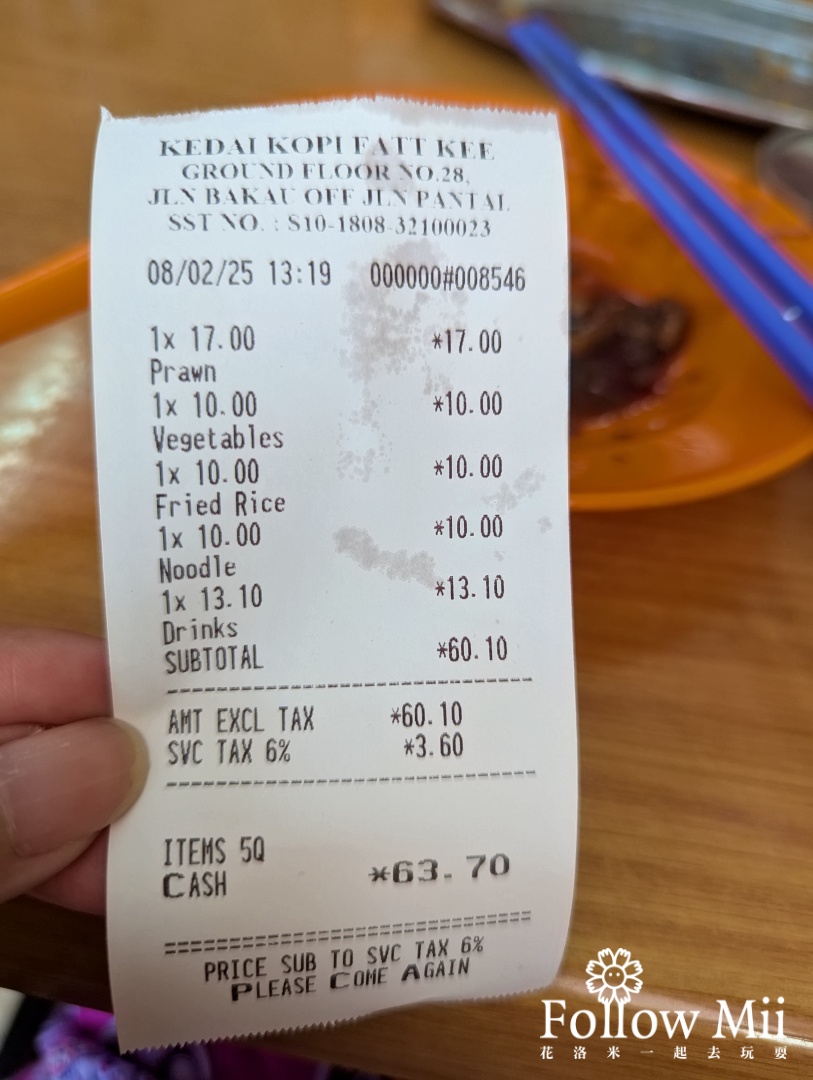 KEDAI KOPI FATT KEE
GROUND FLOOR NO.28,
JLN BAKAU OFF JLN PANTAI,
SST NO. : S10-1808-32100023
08/02/25 13:19 000000#008546
1x 17.00 *17.00
Prawn
1x 10.00 *10.00
Vegetables
1x 10.00 *10.00
Fried Rice
1x 10.00 *10.00
Noodle
1x 13.10 *13.10
Drinks
SUBTOTAL *60.10
AMT EXCL TAX *60.10
SVC TAX 6% *3.60
ITEMS 5Q
CASH *63.70
PRICE SUB TO SVC TAX 6%
PLEASE COME AGAIN
Follow Mii
花洛米一起去玩耍